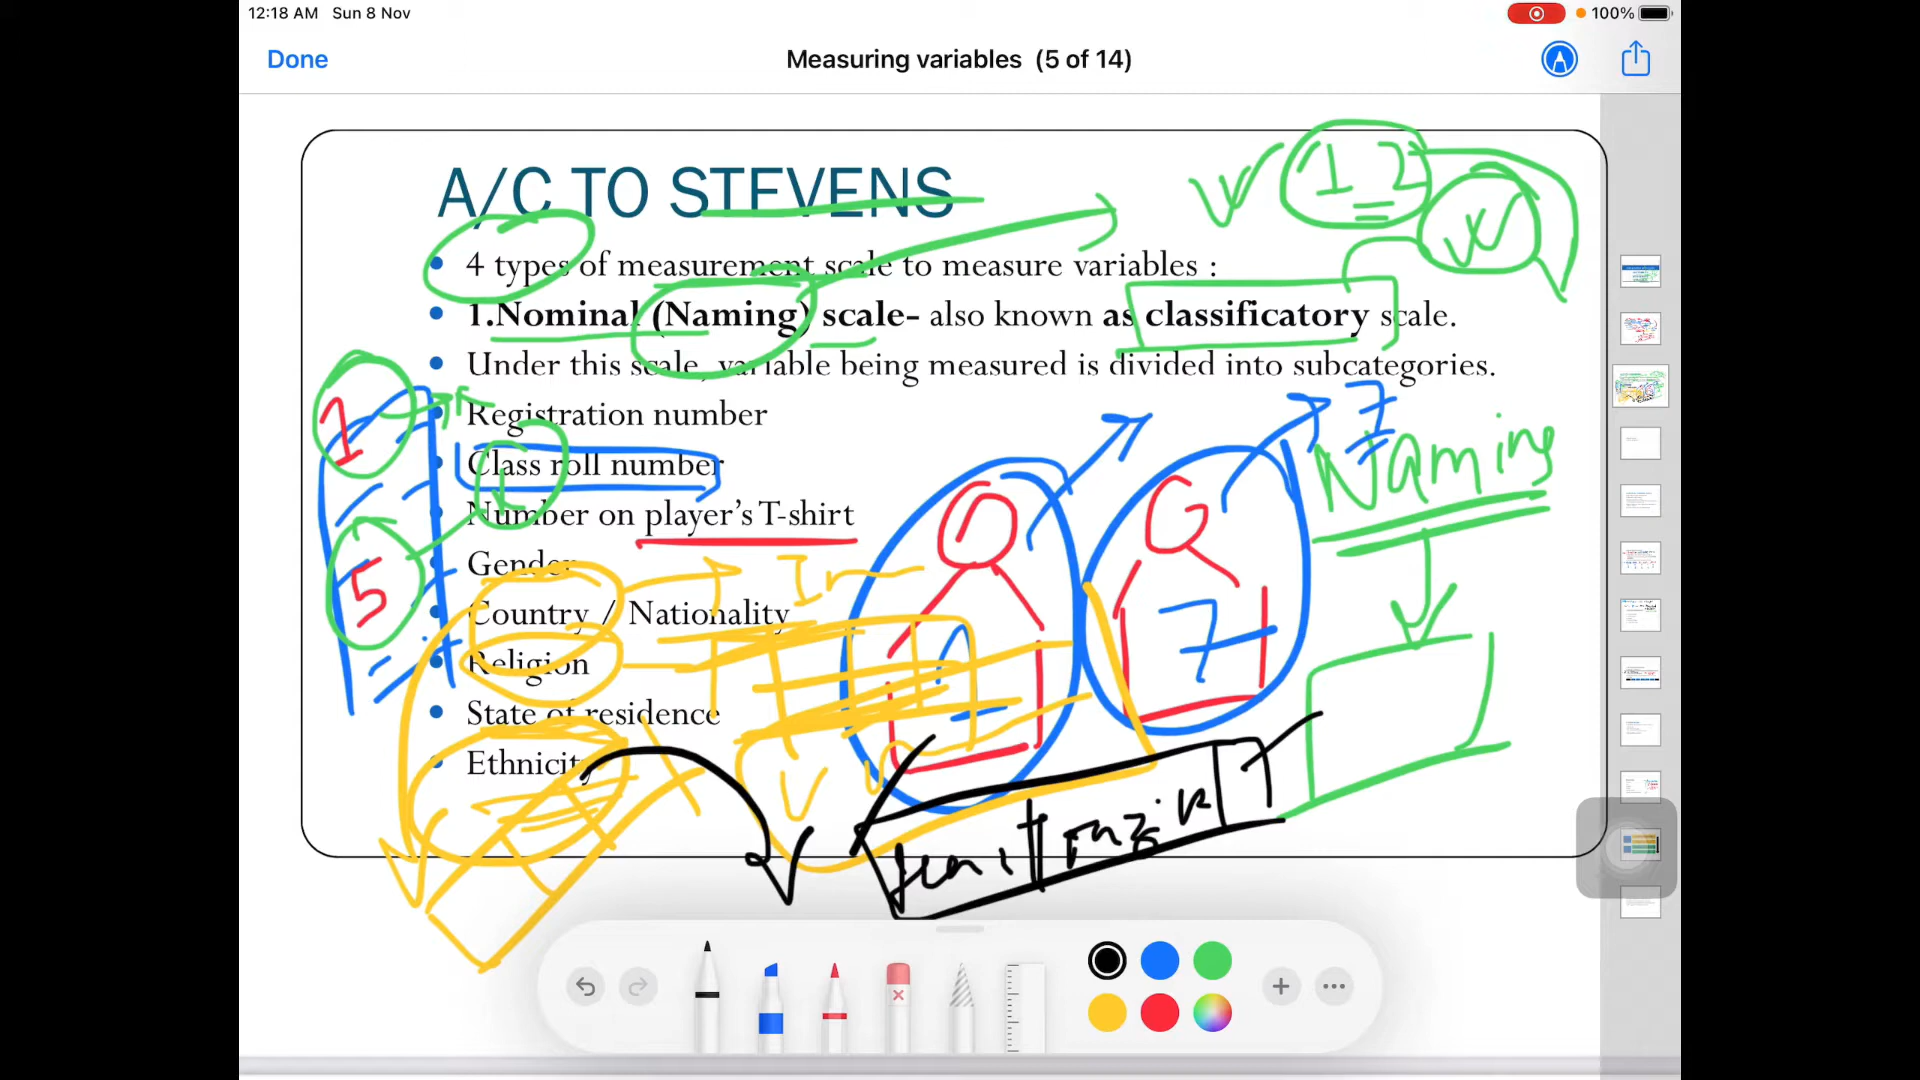 12:18 AM Sun 8 Nov
100%
Done
Measuring variables (5 of 14)
A/C TO STEVENS
1 2
• 4 types of measurement scale to measure variables :
• 1.Nominal (Naming) scale- also known as classificatory scale.
• Under this scale, variable being measured is divided into subcategories.
• Registration number
• Class roll number
• Number on player's T-shirt
• Gender
• Country / Nationality
• Religion
• State of residence
• Ethnicity
1
5
7
7
Naming